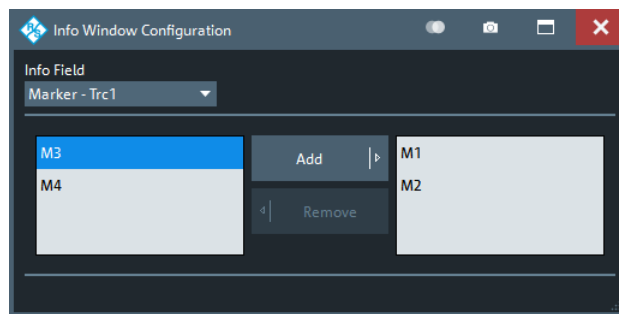 R&S Info Window Configuration
Info Field
Marker - Trc1
M3
M4
Add
Remove
M1
M2